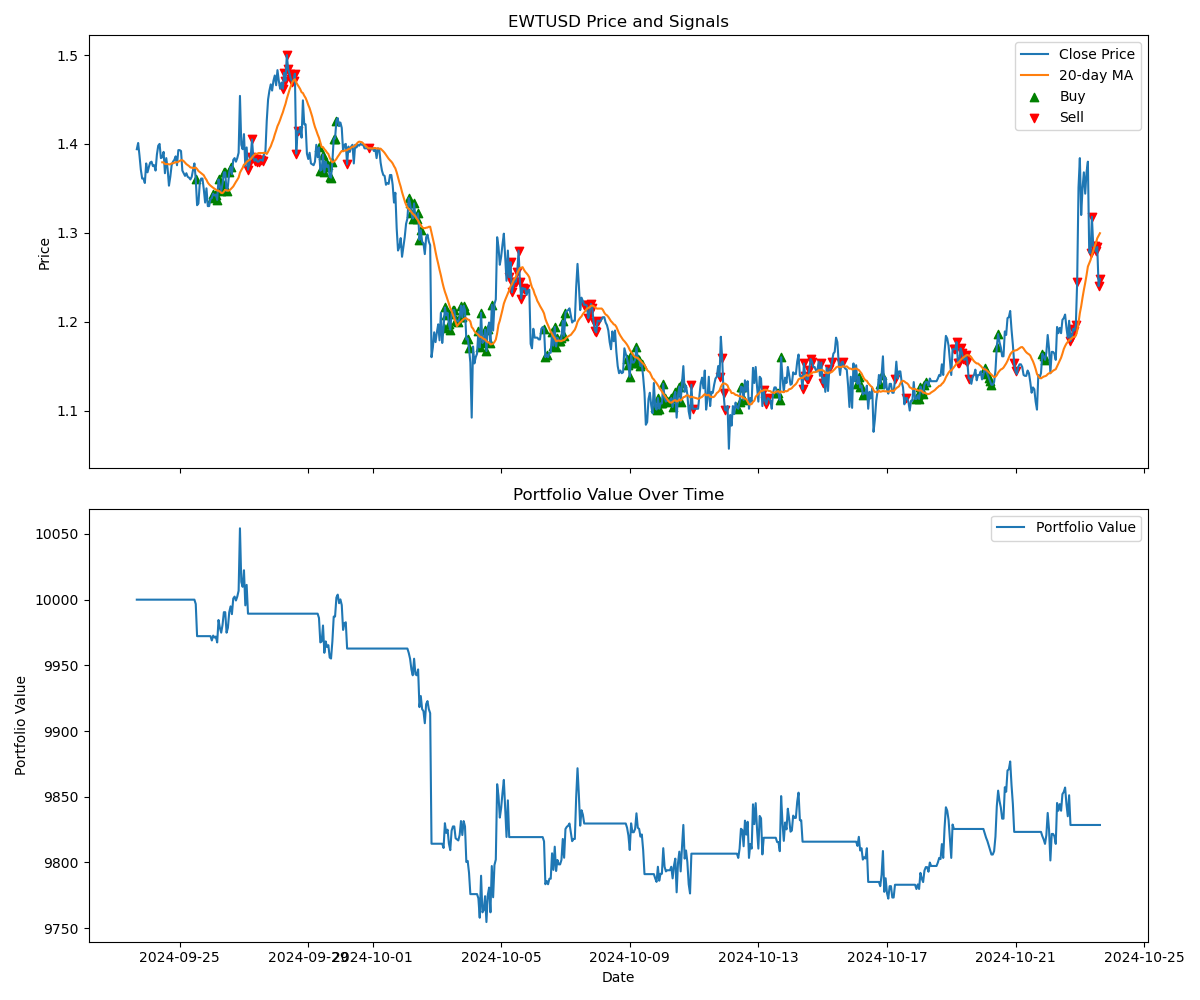 EWTUSD Price and Signals
Price
1.5
1.4
1.3
1.2
1.1
Close Price
20-day MA
Buy
Sell
Portfolio Value Over Time
Portfolio Value
10050
10000
9950
9900
9850
9800
9750
Portfolio Value
2024-09-25
2024-09-29
2024-10-01
2024-10-05
2024-10-09
2024-10-13
2024-10-17
2024-10-21
2024-10-25
Date